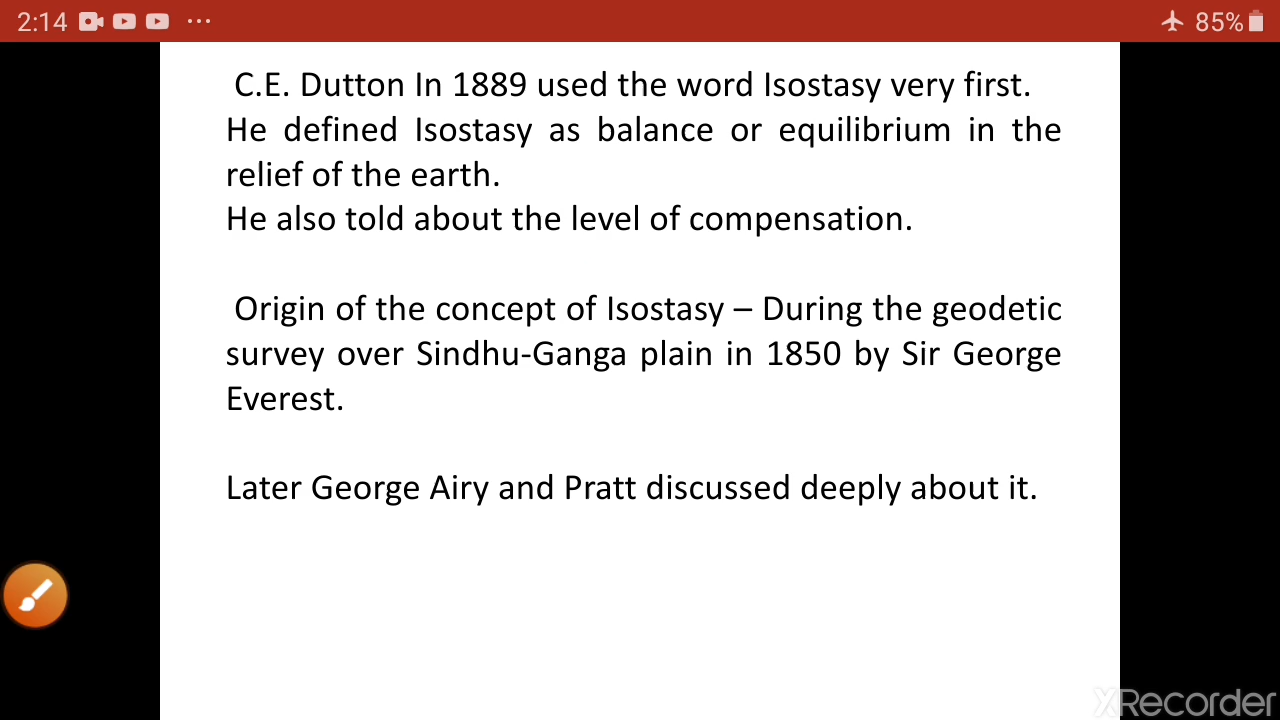 2:14
85%
C.E. Dutton In 1889 used the word Isostasy very first.
He defined Isostasy as balance or equilibrium in the
relief of the earth.
He also told about the level of compensation.
Origin of the concept of Isostasy – During the geodetic
survey over Sindhu-Ganga plain in 1850 by Sir George
Everest.
Later George Airy and Pratt discussed deeply about it.
XRecorder